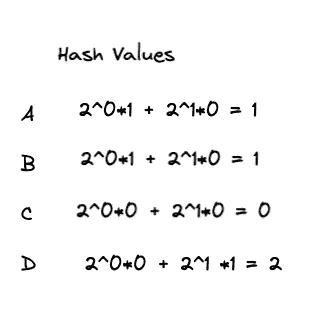 Hash Values
A 2^0*1 + 2^1*0 = 1
B 2^0*1 + 2^1*0 = 1
C 2^0*0 + 2^1*0 = 0
D 2^0*0 + 2^1 *1 = 2